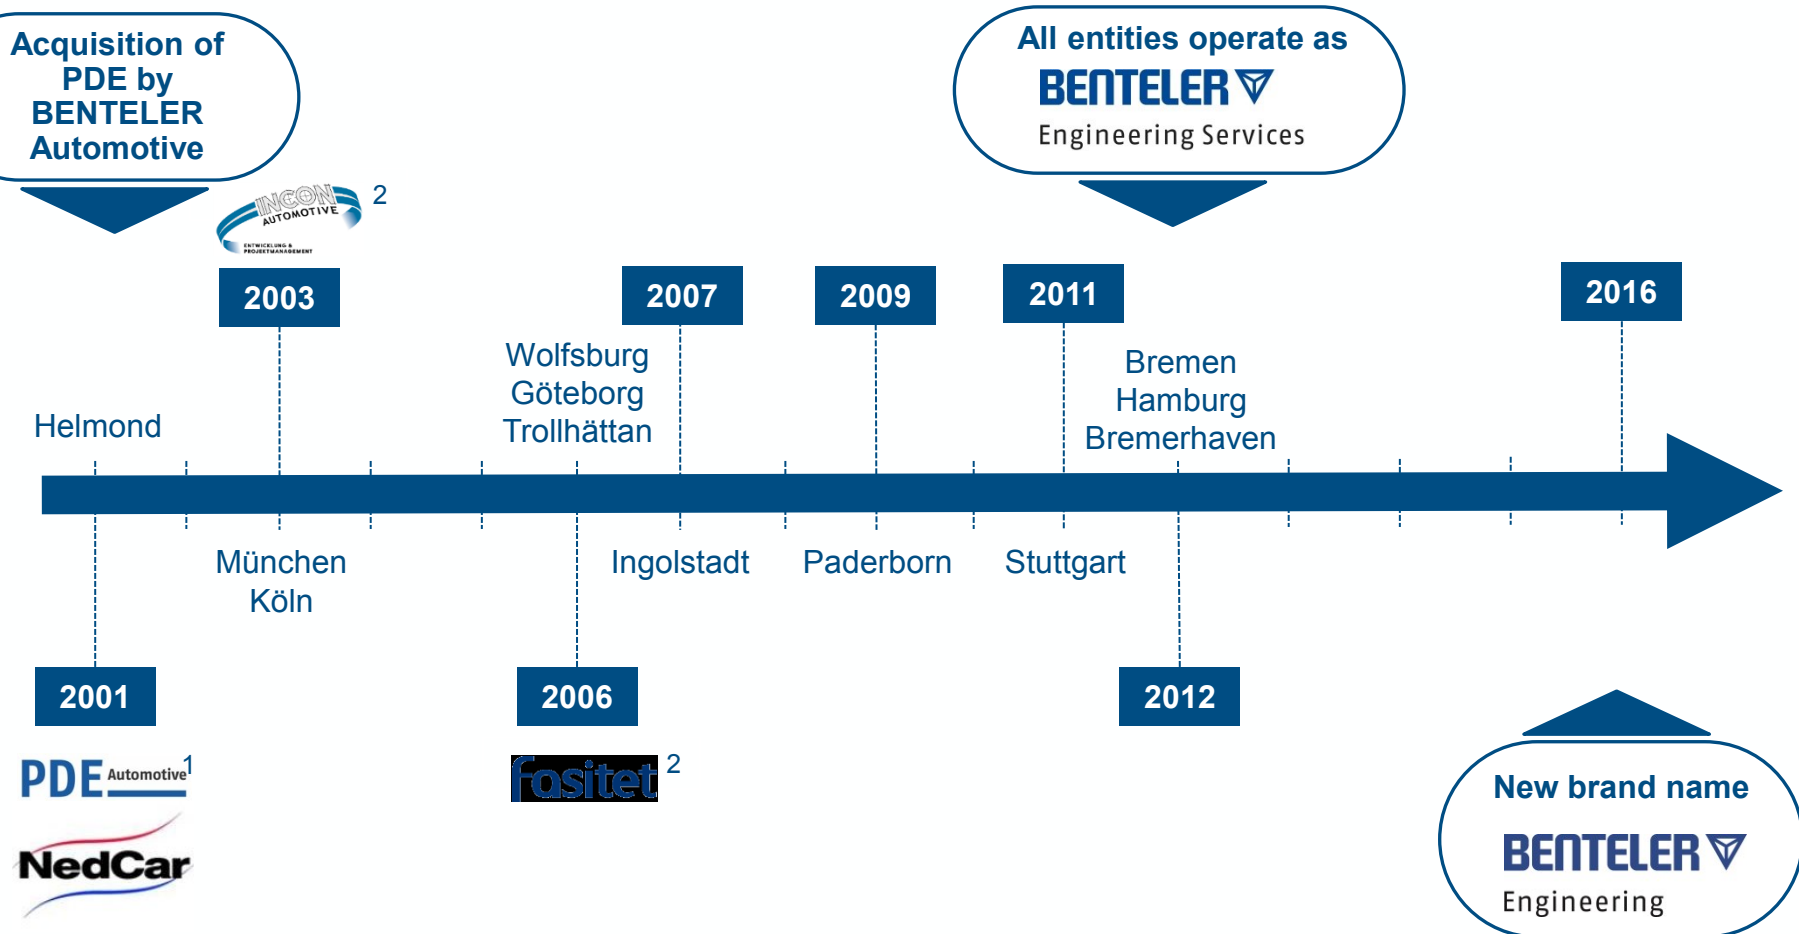 Acquisition of
PDE by
BENTELER
Automotive
All entities operate as
BENTELER
Engineering Services
INCON
AUTOMOTIVE
ENTWICKLUNG &
PROJEKTMANAGEMENT
2
2003
2007
2009
2011
2016
Helmond
Wolfsburg
Göteborg
Trollhättan
Bremen
Hamburg
Bremerhaven
München
Köln
Ingolstadt
Paderborn
Stuttgart
2001
2006
2012
PDE Automotive 1
NedCar
Fasitet 2
New brand name
BENTELER
Engineering